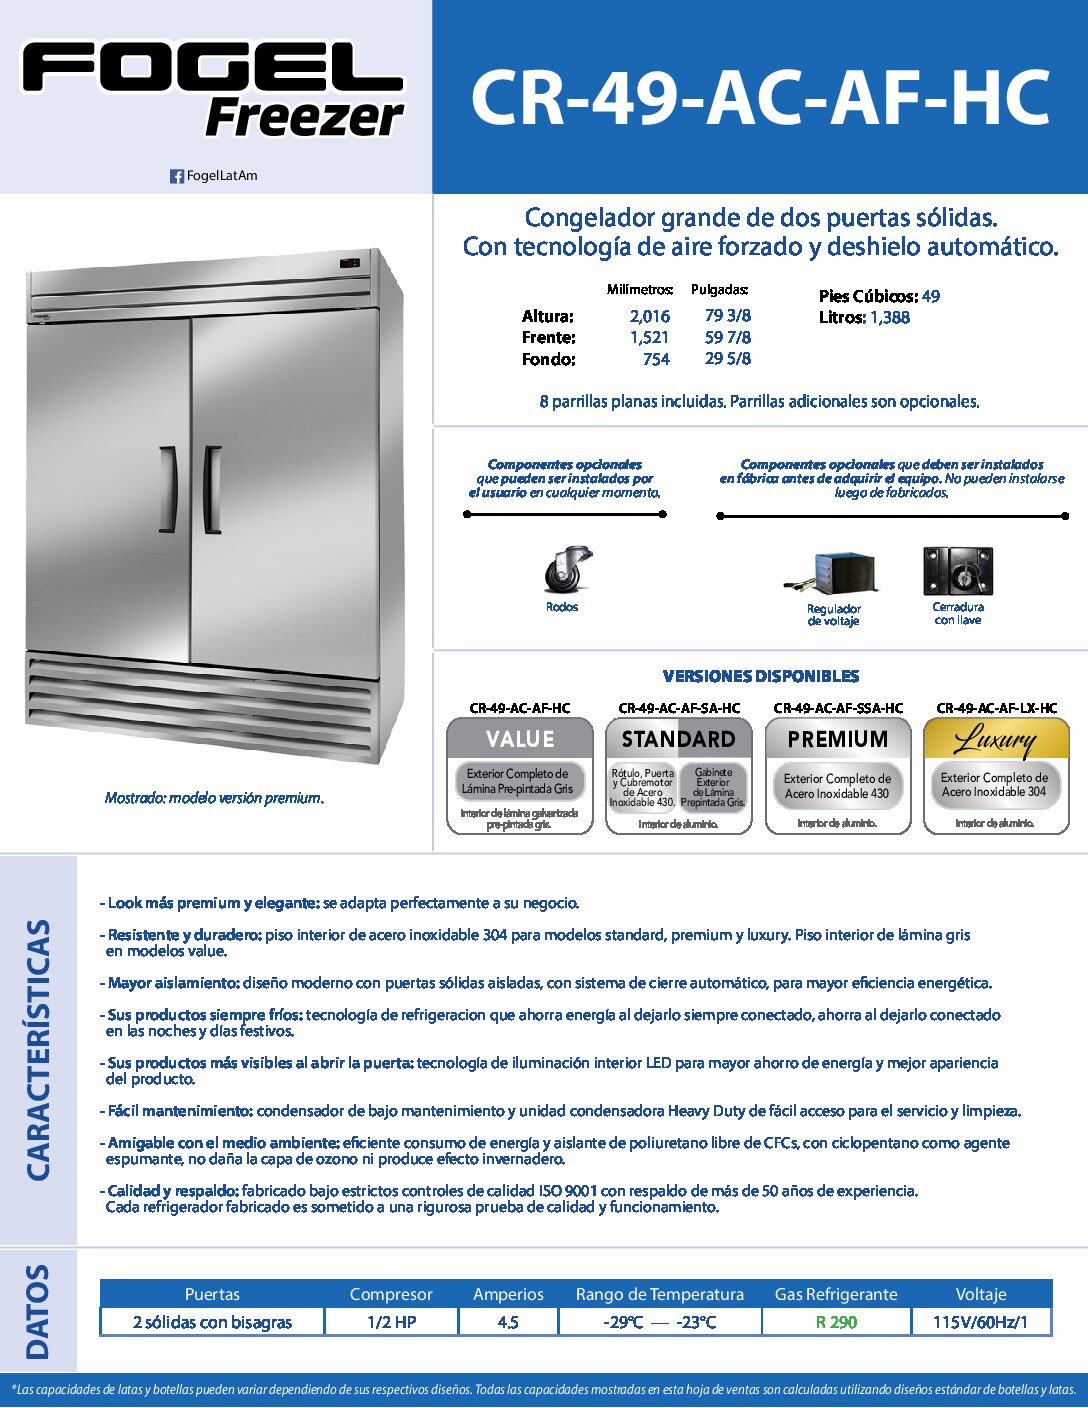 FOGEL
Freezer
FogelLatAm
CR-49-AC-AF-HC
Congelador grande de dos puertas sólidas.
Con tecnología de aire forzado y deshielo automático.
Milímetros: Pulgadas:
Altura: 2,016 79 3/8
Frente: 1,521 59 7/8
Fondo: 754 29 5/8
Pies Cúbicos: 49
Litros: 1,388
8 parrillas planas incluidas. Parrillas adicionales son opcionales.
FOGEL
Mostrado: modelo versión premium.
Componentes opcionales
que pueden ser instalados por
el usuario en cualquier momento.
Rodos
Componentes opcionales que deben ser instalados
en fábrica antes de adquirir el equipo. No pueden instalarse
luego de fabricados.
Regulador
de voltaje
Cerradura
con llave
VERSIONES DISPONIBLES
CR-49-AC-AF-HC
VALUE
Exterior Completo de
Lámina Pre-pintada Gris
Interior de lámina galvanizada
pre-pintada gris.
CR-49-AC-AF-SA-HC
STANDARD
Rótulo, Puerta
y Cubremotor
de Acero
Inoxidable 430.
Gabinete
Exterior
de Lámina
Prepintada Gris.
Interior de aluminio.
CR-49-AC-AF-SSA-HC
PREMIUM
Exterior Completo de
Acero Inoxidable 430
Interior de aluminio.
CR-49-AC-AF-LX-HC
Luxury
Exterior Completo de
Acero Inoxidable 304
Interior de aluminio.
CARACTERÍSTICAS
- Look más premium y elegante: se adapta perfectamente a su negocio.
- Resistente y duradero: piso interior de acero inoxidable 304 para modelos standard, premium y luxury. Piso interior de lámina gris
en modelos value.
- Mayor aislamiento: diseño moderno con puertas sólidas aisladas, con sistema de cierre automático, para mayor eficiencia energética.
- Sus productos siempre fríos: tecnología de refrigeracion que ahorra energía al dejarlo siempre conectado, ahorra al dejarlo conectado
en las noches y días festivos.
- Sus productos más visibles al abrir la puerta: tecnología de iluminación interior LED para mayor ahorro de energía y mejor apariencia
del producto.
- Fácil mantenimiento: condensador de bajo mantenimiento y unidad condensadora Heavy Duty de fácil acceso para el servicio y limpieza.
- Amigable con el medio ambiente: eficiente consumo de energía y aislante de poliuretano libre de CFCs, con ciclopentano como agente
espumante, no daña la capa de ozono ni produce efecto invernadero.
- Calidad y respaldo: fabricado bajo estrictos controles de calidad ISO 9001 con respaldo de más de 50 años de experiencia.
Cada refrigerador fabricado es sometido a una rigurosa prueba de calidad y funcionamiento.
DATOS
Puertas Compresor Amperios Rango de Temperatura Gas Refrigerante Voltaje
2 sólidas con bisagras 1/2 HP 4.5 -29°C — -23°C R 290 115V/60Hz/1
*Las capacidades de latas y botellas pueden variar dependiendo de sus respectivos diseños. Todas las capacidades mostradas en esta hoja de ventas son calculadas utilizando diseños estándar de botellas y latas.